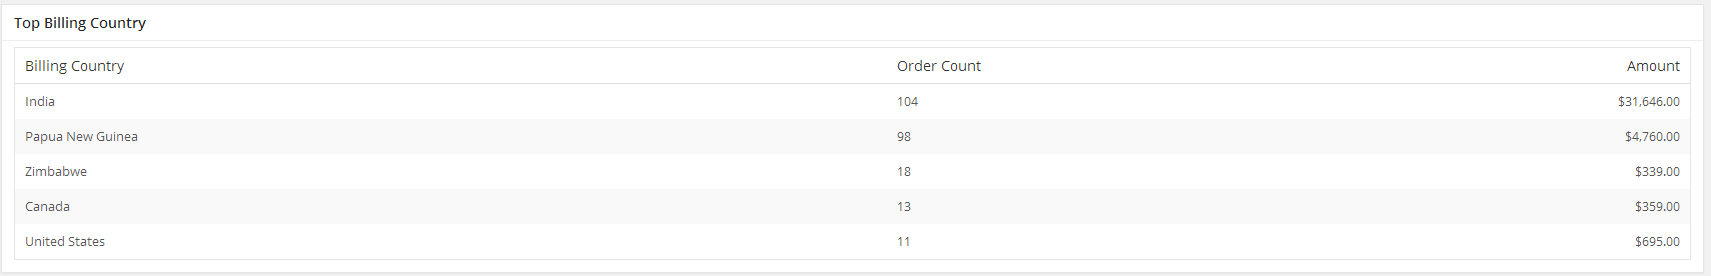 Top Billing Country
Billing Country Order Count Amount
India 104 $31,646.00
Papua New Guinea 98 $4,760.00
Zimbabwe 18 $339.00
Canada 13 $359.00
United States 11 $695.00